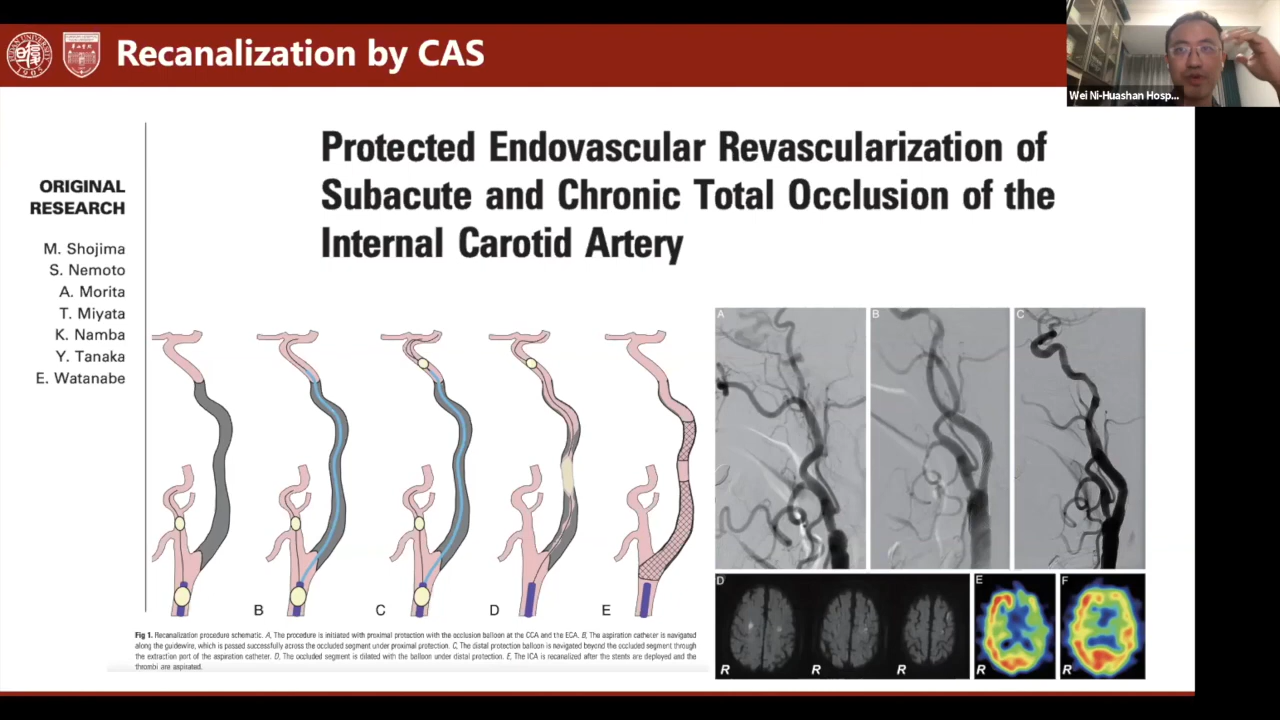 Recanalization by CAS
Wei Ni-Huashan Hosp...
Protected Endovascular Revascularization of
Subacute and Chronic Total Occlusion of the
Internal Carotid Artery
ORIGINAL
RESEARCH
M. Shojima
S. Nemoto
A. Morita
T. Miyata
K. Namba
Y. Tanaka
E. Watanabe
B
C
D
E
A
B
C
D
R
R
R
E
R
F
R
Fig 1. Recanalization procedure schematic. A, The procedure is initiated with proximal protection with the occlusion balloon at the CCA and the ECA. B, The aspiration catheter is navigated
along the guidewire, which is passed successfully across the occluded segment under proximal protection. C, The distal protection balloon is navigated beyond the occluded segment through
the extraction port of the aspiration catheter. D, The occluded segment is dilated with the balloon under distal protection. E, The ICA is recanalized after the stents are deployed and the
thrombi are aspirated.